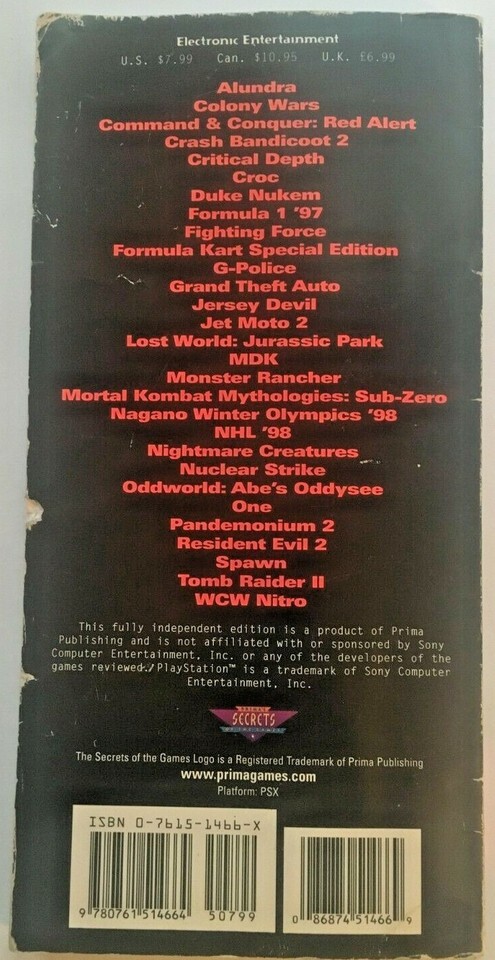 Electronic Entertainment
U.S. $7.99 Can. $10.95 U.K. £6.99
Alundra
Colony Wars
Command & Conquer: Red Alert
Crash Bandicoot 2
Critical Depth
Croc
Duke Nukem
Formula 1 '97
Fighting Force
Formula Kart Special Edition
G-Police
Grand Theft Auto
Jersey Devil
Jet Moto 2
Lost World: Jurassic Park
MDK
Monster Rancher
Mortal Kombat Mythologies: Sub-Zero
Nagano Winter Olympics '98
NHL '98
Nightmare Creatures
Nuclear Strike
Oddworld: Abe's Oddysee
One
Pandemonium 2
Resident Evil 2
Spawn
Tomb Raider II
WCW Nitro
This fully independent edition is a product of Prima
Publishing and is not affiliated with or sponsored by Sony
Computer Entertainment, Inc. or any of the developers of the
games reviewed. PlayStation™ is a trademark of Sony Computer
Entertainment, Inc.
PRIMA'S
SECRETS
OF THE GAMES
The Secrets of the Games Logo is a Registered Trademark of Prima Publishing
www.primagames.com
Platform: PSX
ISBN 0-7615-1466-X
9 780761 514664 50799
0 86874 51466 9